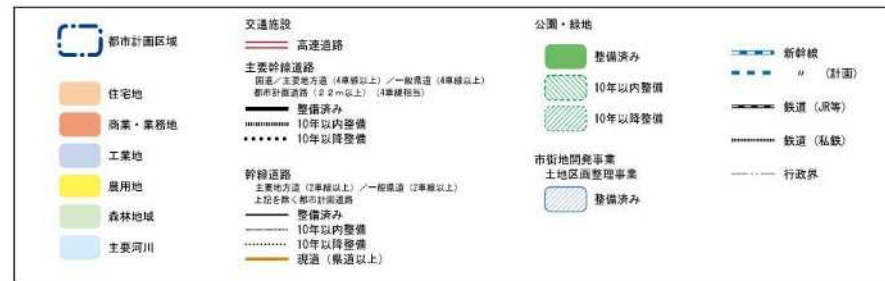 都市計画区域
住宅地
商業・業務地
工業地
農用地
森林地域
主要河川
交通施設
高速道路
主要幹線道路
国道/主要地方道(4車線以上)/一般県道(4車線以上)
都市計画道路(22m以上)(4車線相当)
整備済み
10年以内整備
10年以降整備
幹線道路
主要地方道(2車線以上)/一般県道(2車線以上)
上記を除く都市計画道路
整備済み
10年以内整備
10年以降整備
現道(県道以上)
公園・緑地
整備済み
10年以内整備
10年以降整備
市街地開発事業
土地区画整理事業
整備済み
新幹線
〃 (計画)
鉄道(JR等)
鉄道(私鉄)
行政界